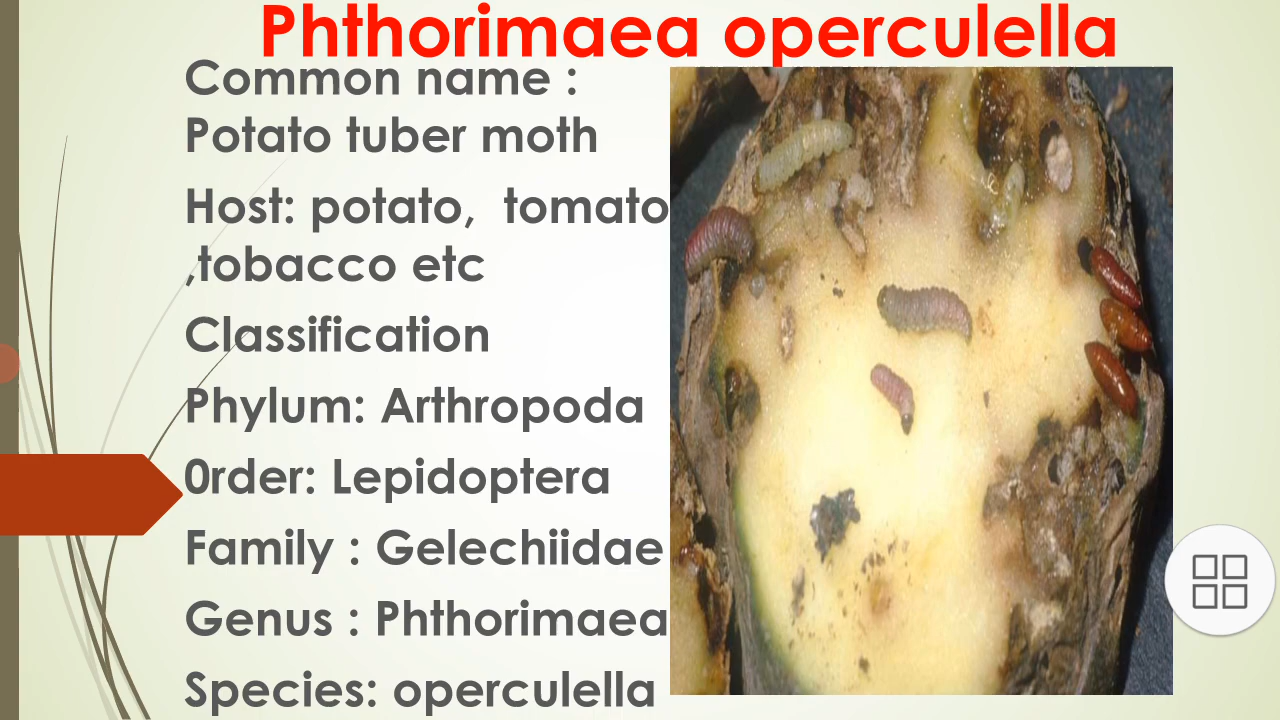 Phthorimaea operculella
Common name :
Potato tuber moth
Host: potato,  tomato
,tobacco etc
Classification
Phylum: Arthropoda
0rder: Lepidoptera
Family : Gelechiidae
Genus : Phthorimaea
Species: operculella